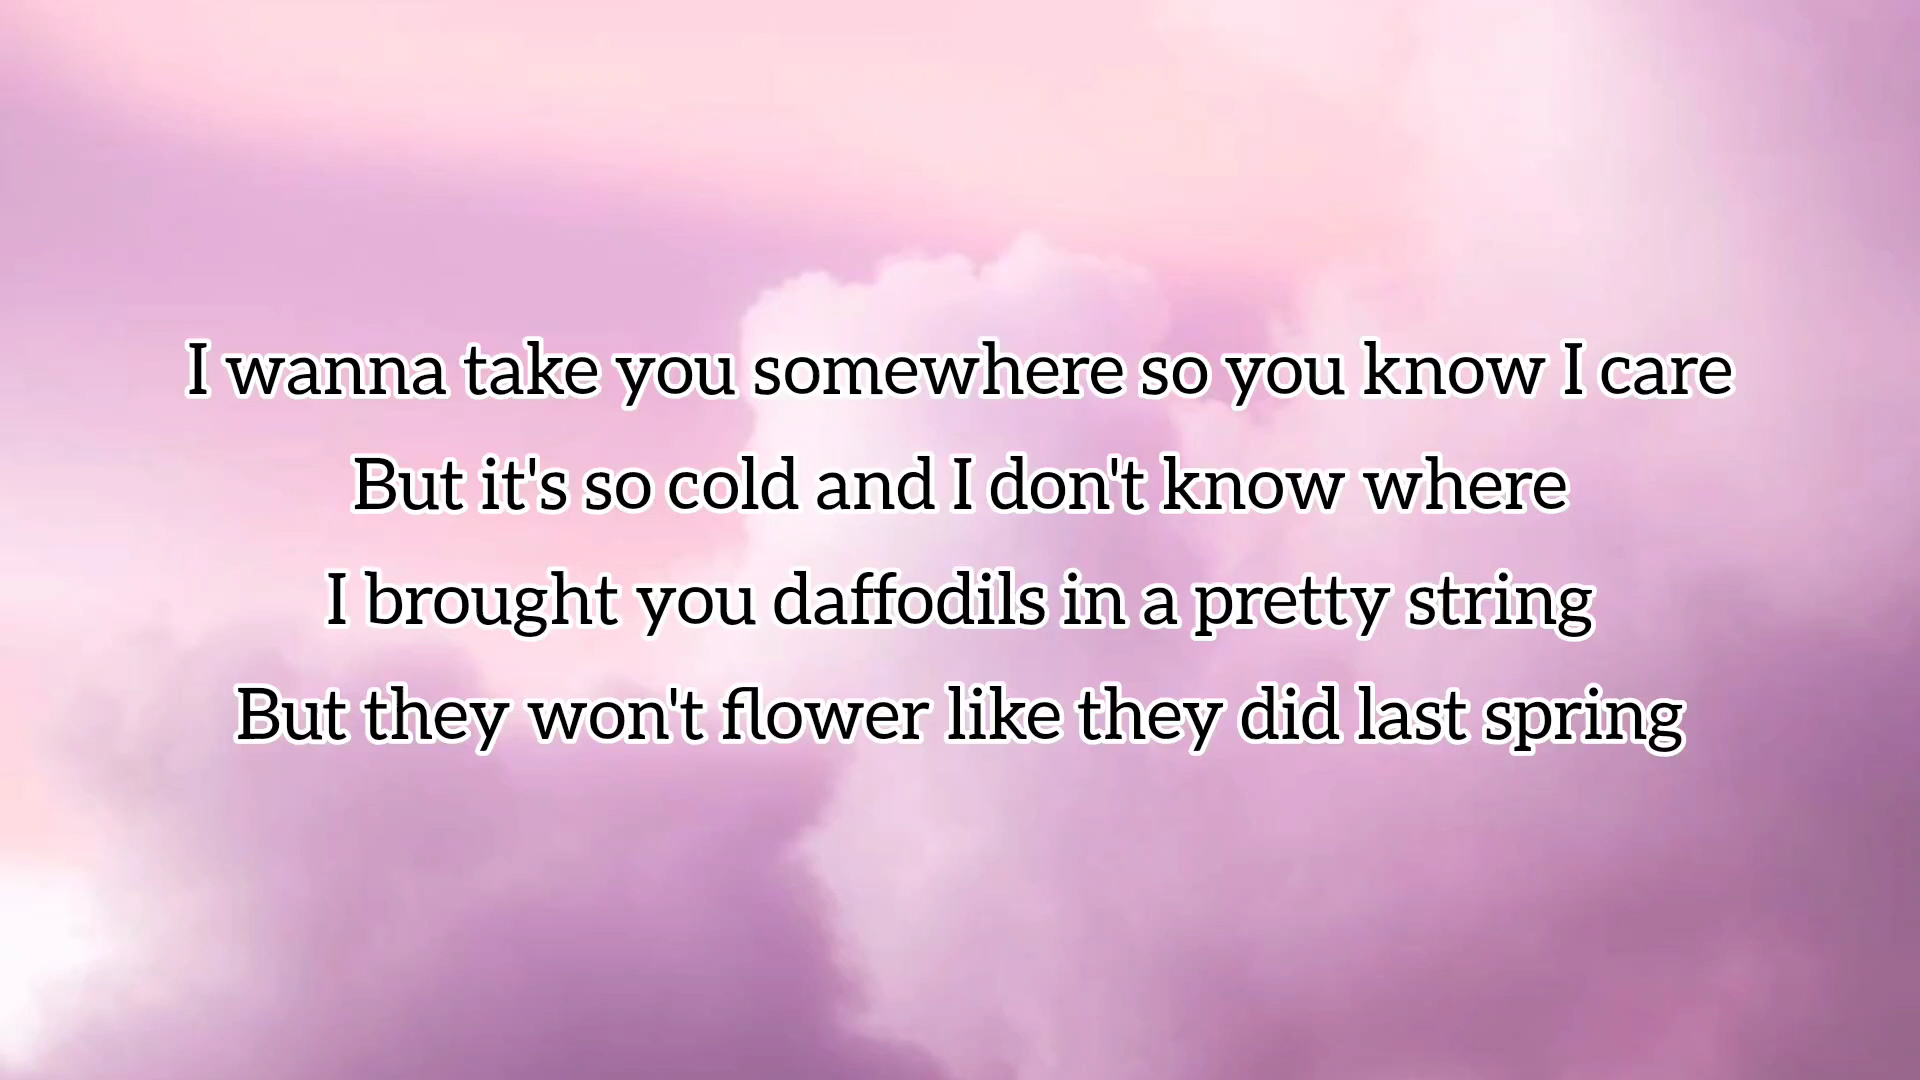 I wanna take you somewhere so you know I care
But it's so cold and I don't know where
I brought you daffodils in a pretty string
But they won't flower like they did last spring